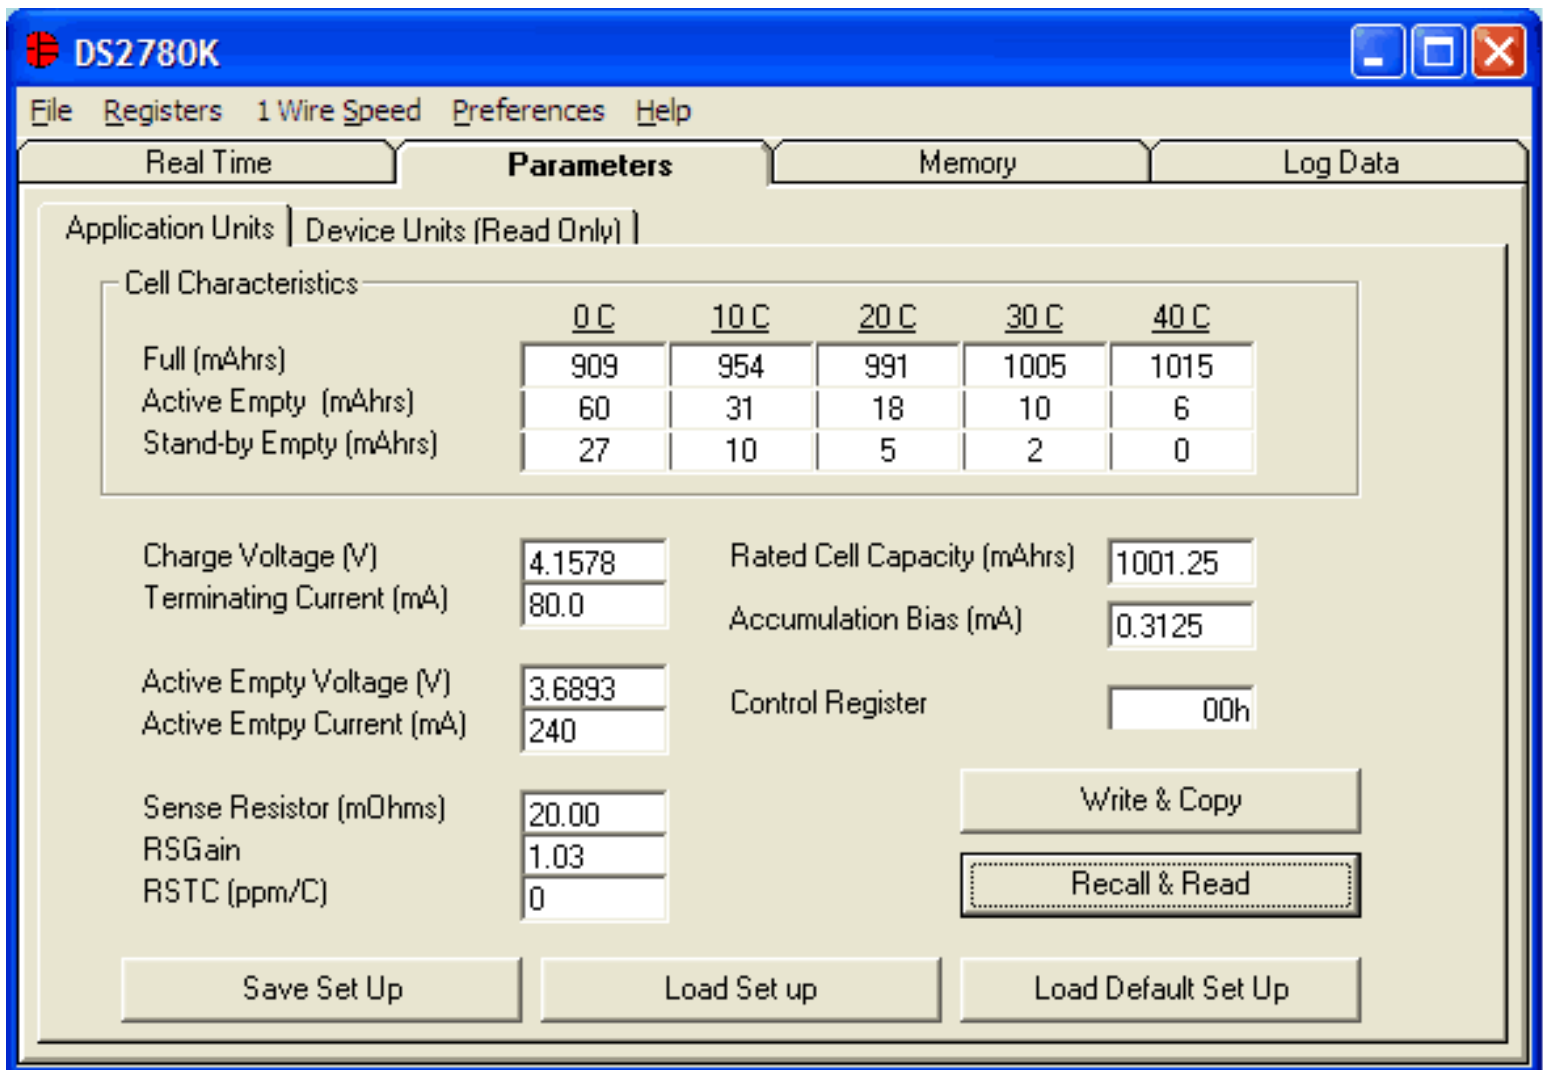 DS2780K
File Registers 1 Wire Speed Preferences Help
Real Time Parameters Memory Log Data
Application Units Device Units (Read Only)
Cell Characteristics
0 C 10 C 20 C 30 C 40 C
Full (mAhrs) 909 954 991 1005 1015
Active Empty (mAhrs) 60 31 18 10 6
Stand-by Empty (mAhrs) 27 10 5 2 0
Charge Voltage (V) 4.1578 Rated Cell Capacity (mAhrs) 1001.25
Terminating Current (mA) 80.0
Accumulation Bias (mA) 0.3125
Active Empty Voltage (V) 3.6893
Control Register 00h
Active Emtpy Current (mA) 240
Sense Resistor (mOhms) 20.00 Write & Copy
RSGain 1.03
RSTC (ppm/C) 0 Recall & Read
Save Set Up Load Set up Load Default Set Up